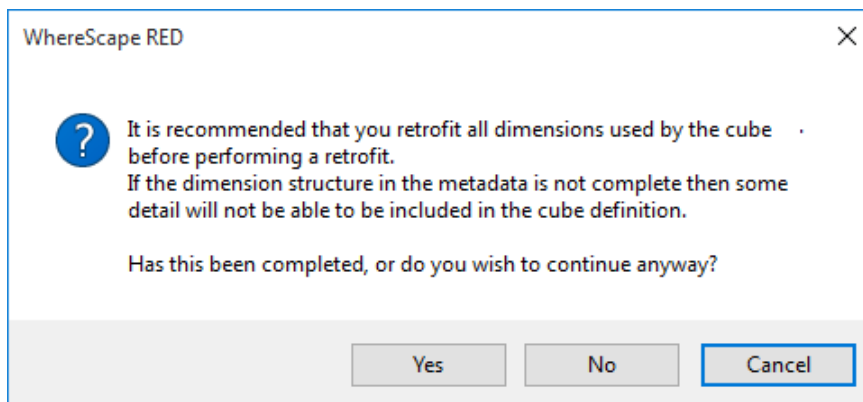 WhereScape RED
It is recommended that you retrofit all dimensions used by the cube
before performing a retrofit.
If the dimension structure in the metadata is not complete then some
detail will not be able to be included in the cube definition.
Has this been completed, or do you wish to continue anyway?
Yes
No
Cancel